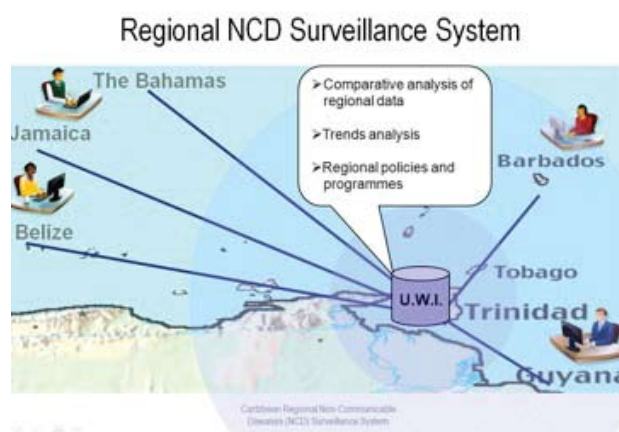 Regional NCD Surveillance System
The Bahamas
Jamaica
Belize
➢Comparative analysis of
regional data
➢Trends analysis
➢Regional policies and
programmes
Barbados
Tobago
U.W.I.
Trinidad
Guyana
Caribbean Regional Non-Communicable
Diseases (NCD) Surveillance System